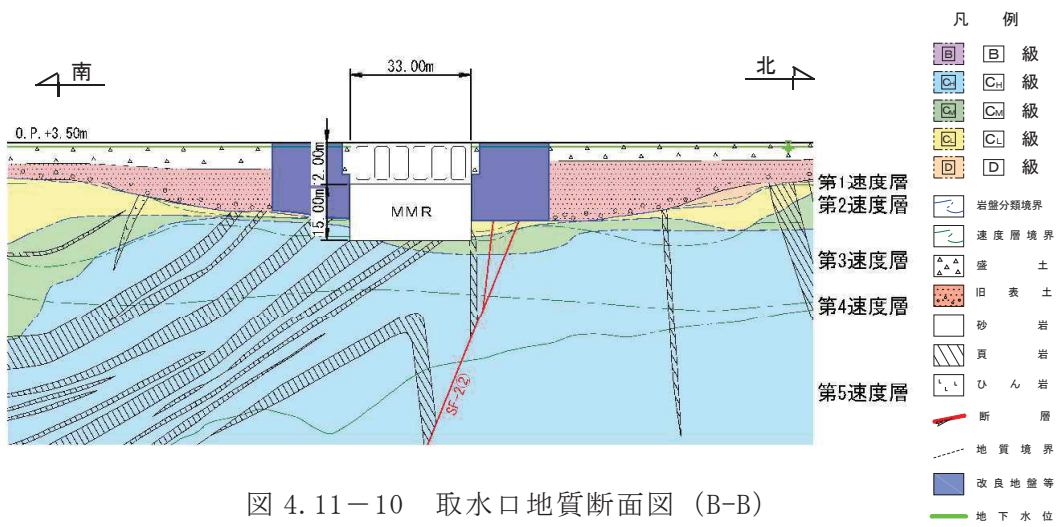 南
33.00m
北
O.P.+3.50m
12.00m
15.00m
MMR
SF-2(2)
第1速度層
第2速度層
第3速度層
第4速度層
第5速度層
凡 例
B B 級
CH CH 級
CM CM 級
CL CL 級
D D 級
岩盤分類境界
速度層境界
盛 土
旧 表 土
砂 岩
頁 岩
ひ ん 岩
断 層
地質境界
改良地盤等
地下水位
図 4.11-10 取水口地質断面図 (B-B)